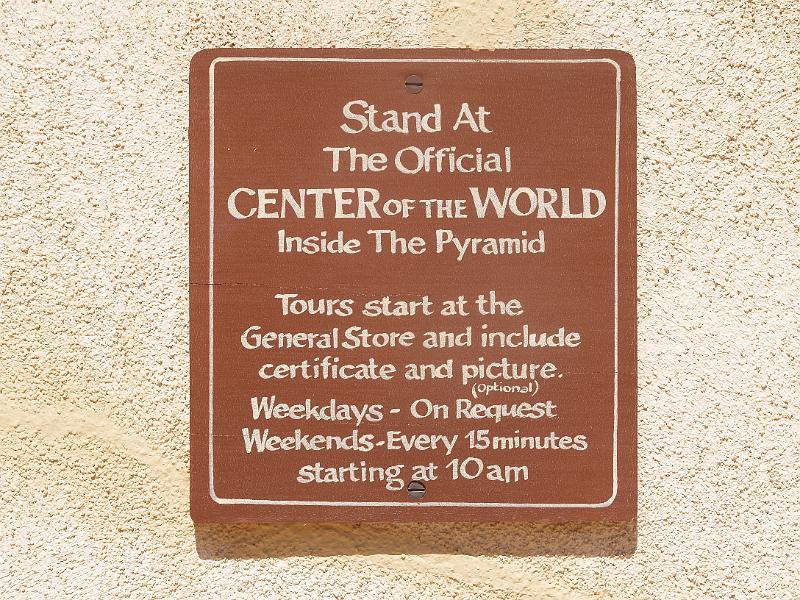 Stand At
The Official
CENTER OF THE WORLD
Inside The Pyramid
Tours start at the
General Store and include
certificate and picture.
(optional)
Weekdays - On Request
Weekends - Every 15 minutes
starting at 10 am